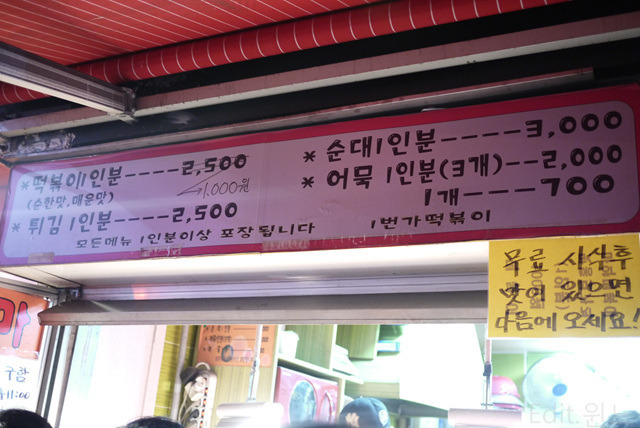 * 떡볶이1인분----2,500
1,000원
(순한맛,매운맛)
* 튀김 1인분----2,500
모든메뉴 1인분이상 포장됩니다
* 순대1인분----3,000
* 어묵 1인분(3개)--2,000
1개---700
1번가떡볶이
무료 시식후
맛이 있으면
다음에 오세요!
구함
Edit.